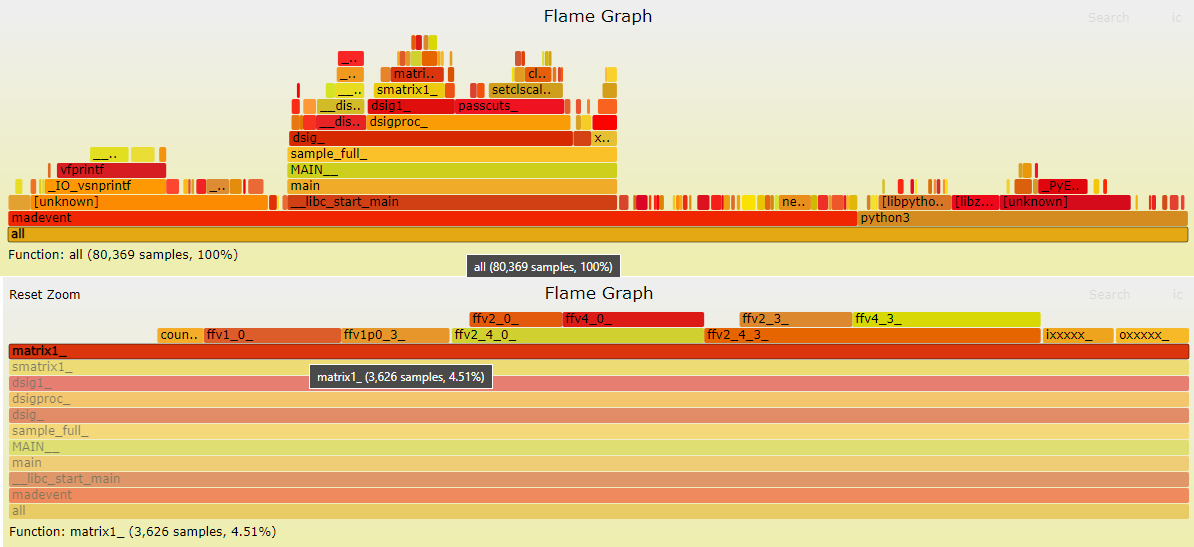 Flame Graph
Search ic
matri.. cl..
smatrix1_ setclscal..
__dis.. dsig1_ passcuts_
__dis.. dsigproc_
dsig_ x..
__.. sample_full_
vfprintf MAIN__
_IO_vsnprintf _.. main _PyE..
[unknown] __libc_start_main ne.. [libpytho.. [libz... [unknown]
madevent python3
all
Function: all (80,369 samples, 100%)
all (80,369 samples, 100%)
Reset Zoom Flame Graph Search ic
ffv2_0_ ffv4_0_ ffv2_3_ ffv4_3_
coun.. ffv1_0_ ffv1p0_3_ ffv2_4_0_ ffv2_4_3_ ixxxxx_ oxxxxx_
matrix1_
smatrix1_
matrix1_ (3,626 samples, 4.51%)
dsig1_
dsigproc_
dsig_
sample_full_
MAIN__
main
__libc_start_main
madevent
all
Function: matrix1_ (3,626 samples, 4.51%)